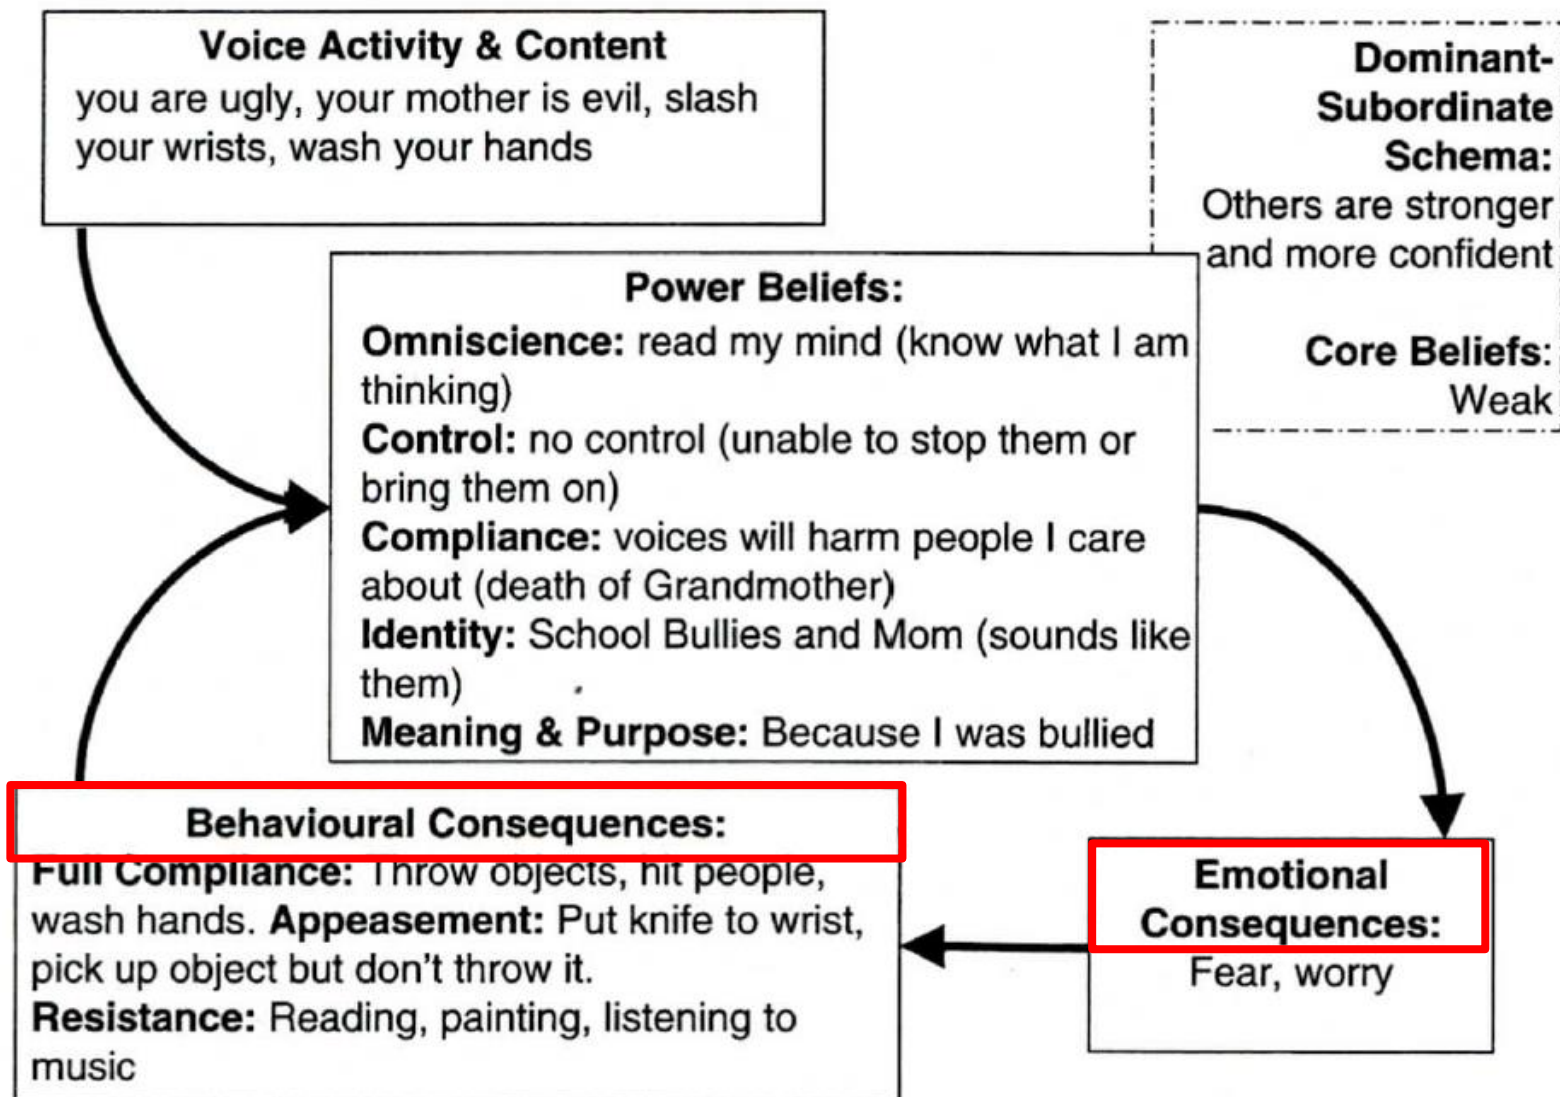 Voice Activity & Content
you are ugly, your mother is evil, slash
your wrists, wash your hands
Dominant-
Subordinate
Schema:
Others are stronger
and more confident
Core Beliefs:
Weak
Power Beliefs:
Omniscience: read my mind (know what I am
thinking)
Control: no control (unable to stop them or
bring them on)
Compliance: voices will harm people I care
about (death of Grandmother)
Identity: School Bullies and Mom (sounds like
them)
Meaning & Purpose: Because I was bullied
Behavioural Consequences:
Full Compliance: Throw objects, hit people,
wash hands. Appeasement: Put knife to wrist,
pick up object but don't throw it.
Resistance: Reading, painting, listening to
music
Emotional
Consequences:
Fear, worry